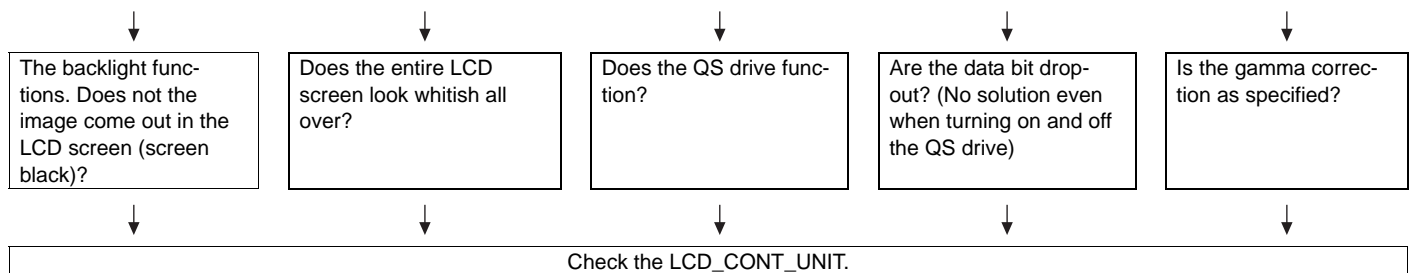 The backlight func-
tions. Does not the
image come out in the
LCD screen (screen
black)?
Does the entire LCD
screen look whitish all
over?
Does the QS drive func-
tion?
Are the data bit drop-
out? (No solution even
when turning on and off
the QS drive)
Is the gamma correc-
tion as specified?
Check the LCD_CONT_UNIT.